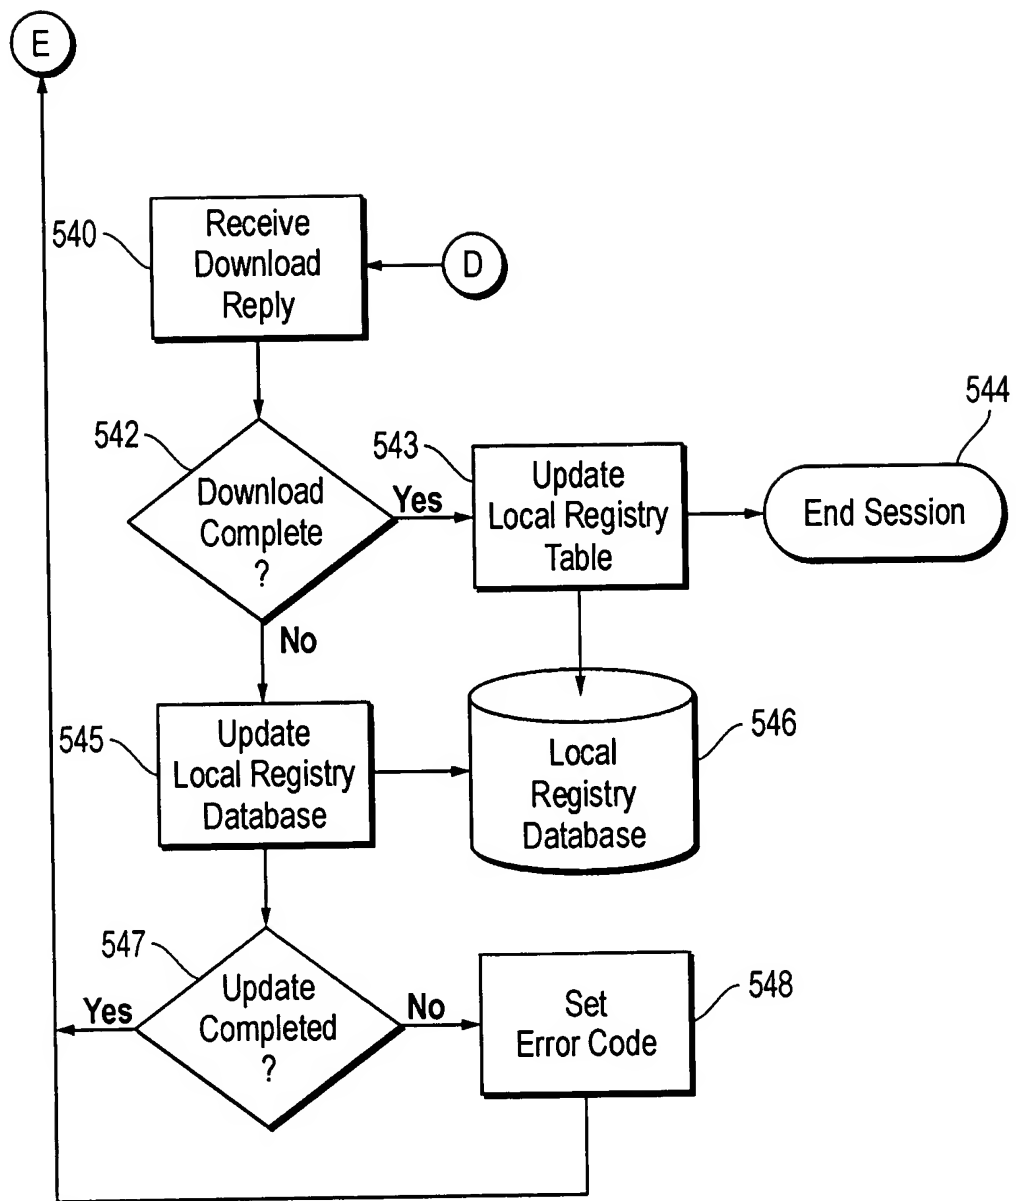 E
540
Receive
Download
Reply
D
542
Download
Complete
?
Yes
No
543
Update
Local Registry
Table
544
End Session
545
Update
Local Registry
Database
546
Local
Registry
Database
547
Update
Completed
?
Yes
No
548
Set
Error Code